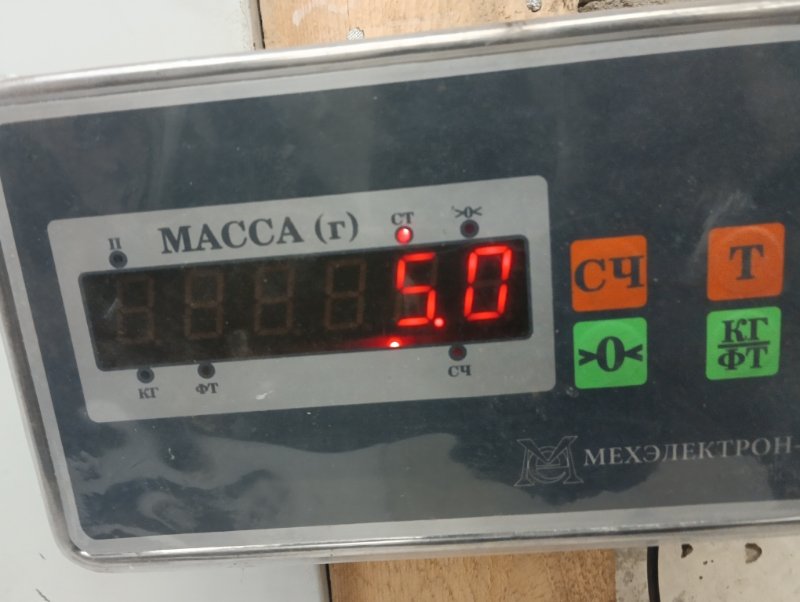 П МАССА (г) СТ >0<
5.0
КГ ФТ СЧ
СЧ Т
>0< КГ/ФТ
МЕХЭЛЕКТРОН-